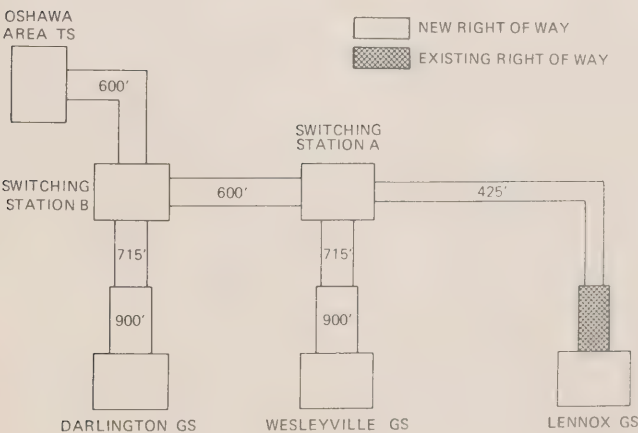 OSHAWA
AREA TS
NEW RIGHT OF WAY
EXISTING RIGHT OF WAY
600'
SWITCHING
STATION A
SWITCHING
STATION B
600'
425'
715'
715'
900'
900'
DARLINGTON GS
WESLEYVILLE GS
LENNOX GS